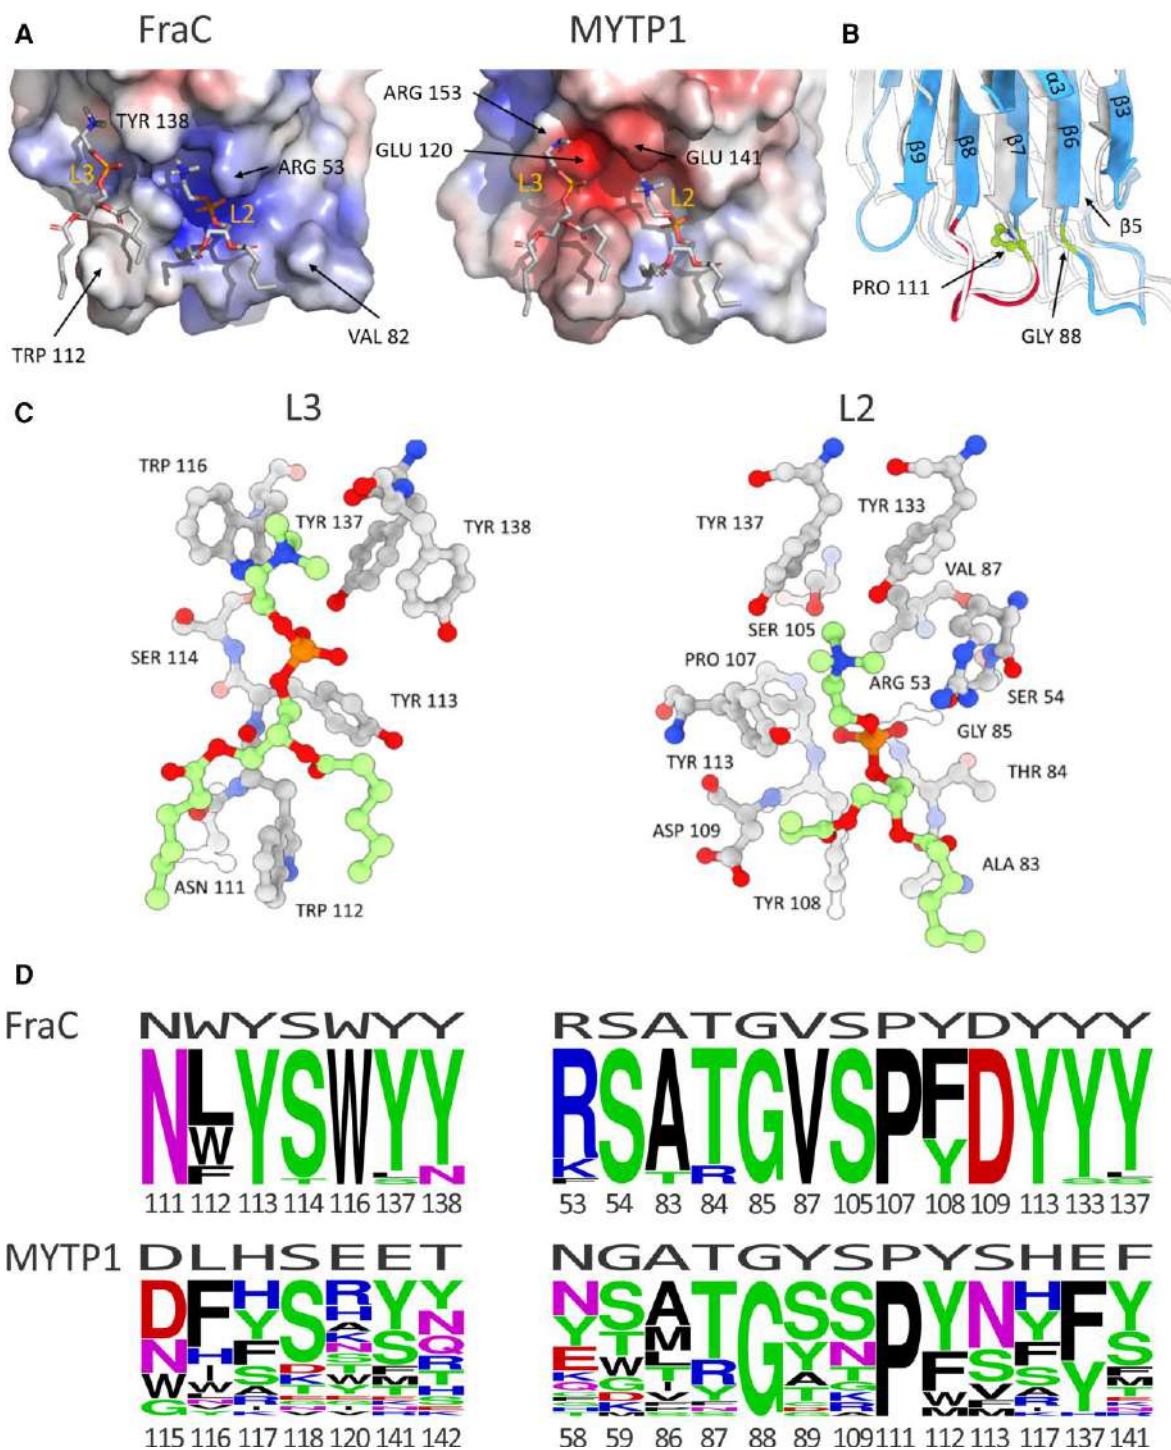 A
FraC
MYTP1
B
TYR 138
ARG 53
L3
L2
TRP 112
VAL 82
ARG 153
GLU 120
GLU 141
L3
L2
α3
β3
β9
β8
β7
β6
β5
PRO 111
GLY 88
C
L3
L2
TRP 116
TYR 137
TYR 138
SER 114
TYR 113
ASN 111
TRP 112
TYR 137
TYR 133
VAL 87
SER 105
PRO 107
ARG 53
SER 54
TYR 113
GLY 85
THR 84
ASP 109
ALA 83
TYR 108
D
FraC
NWYSWYY
RSATGVSPYDYYY
111 112 113 114 116 137 138
53 54 83 84 85 87 105 107 108 109 113 133 137
MYTP1
DLHSEET
NGATGYSPYSHEF
115 116 117 118 120 141 142
58 59 86 87 88 89 109 111 112 113 117 137 141